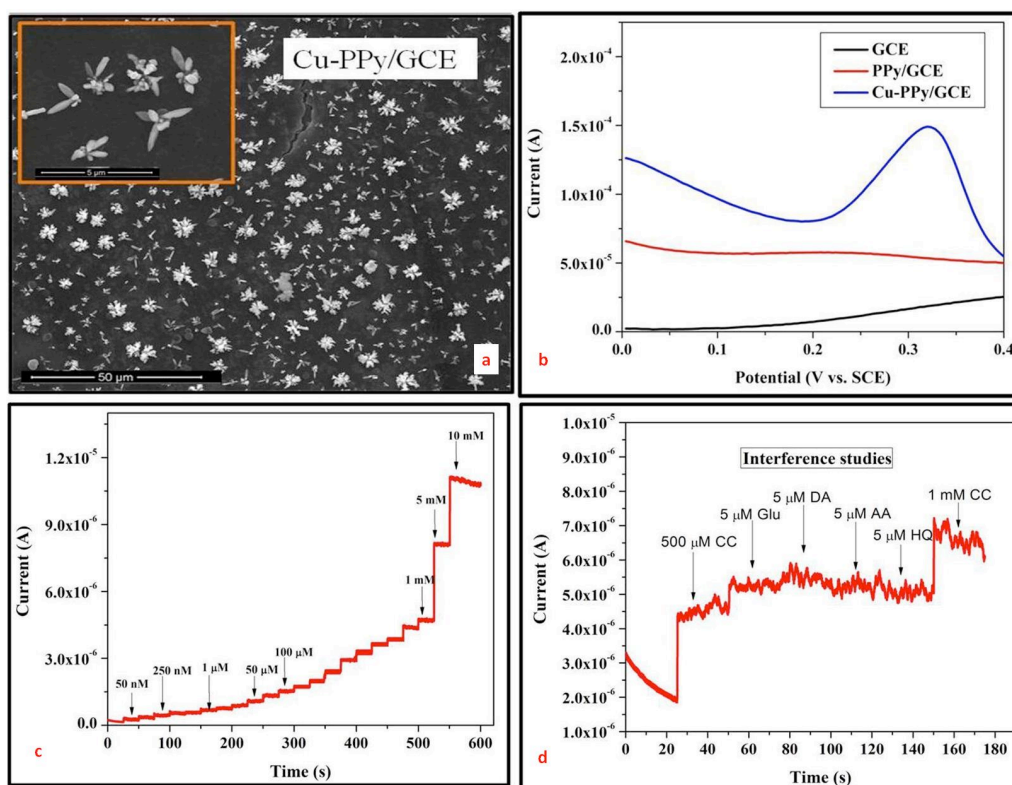 Cu-PPy/GCE
5 µm
50 µm
a
2.0x10⁻⁴
1.5x10⁻⁴
1.0x10⁻⁴
5.0x10⁻⁵
0.0
Current (A)
GCE
PPy/GCE
Cu-PPy/GCE
0.0 0.1 0.2 0.3 0.4
Potential (V vs. SCE)
b
1.2x10⁻⁵
9.0x10⁻⁶
6.0x10⁻⁶
3.0x10⁻⁶
0.0
Current (A)
10 mM
5 mM
1 mM
100 µM
50 µM
1 µM
250 nM
50 nM
0 100 200 300 400 500 600
Time (s)
c
1.0x10⁻⁵
9.0x10⁻⁶
8.0x10⁻⁶
7.0x10⁻⁶
6.0x10⁻⁶
5.0x10⁻⁶
4.0x10⁻⁶
3.0x10⁻⁶
2.0x10⁻⁶
1.0x10⁻⁶
Current (A)
Interference studies
500 µM CC
5 µM Glu
5 µM DA
5 µM AA
5 µM HQ
1 mM CC
0 20 40 60 80 100 120 140 160 180
Time (s)
d